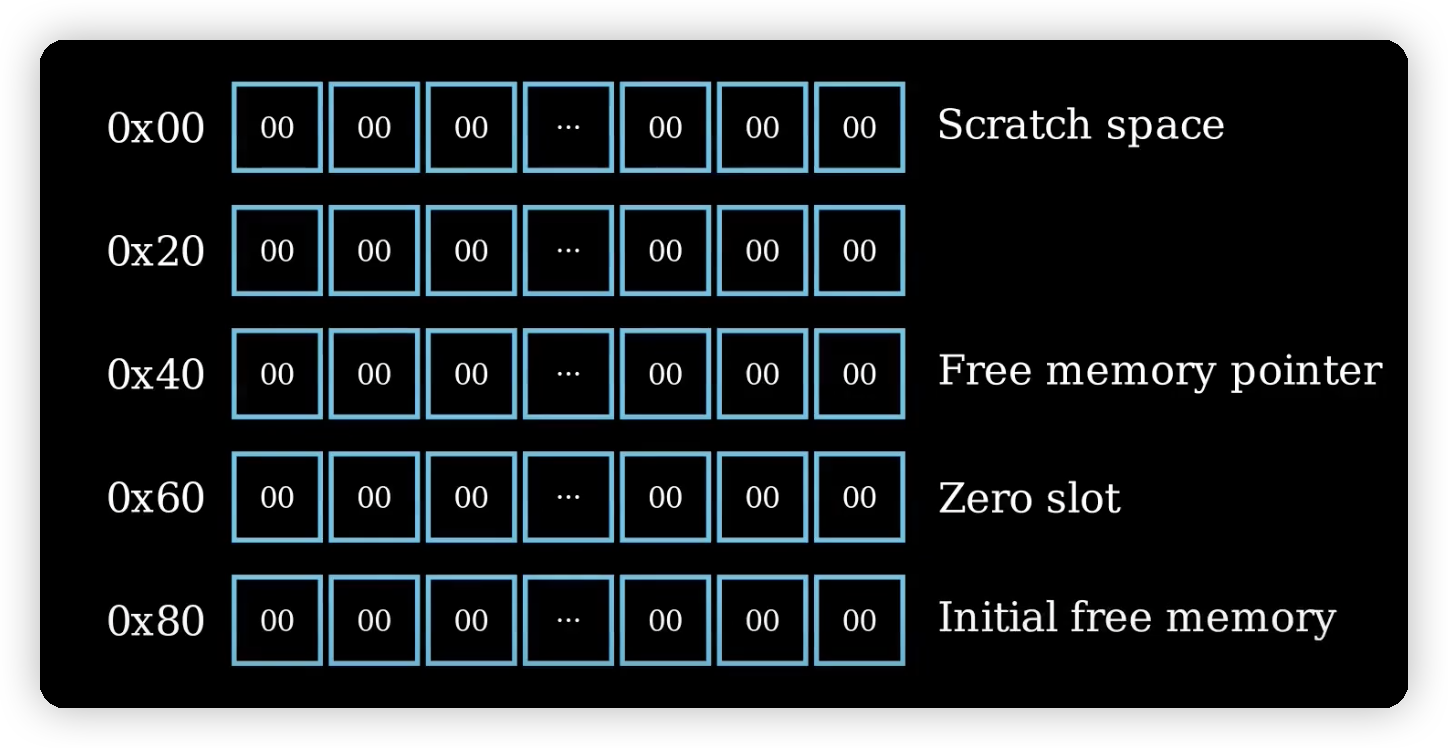 0x00 00 00 00 ... 00 00 00 Scratch space
0x20 00 00 00 ... 00 00 00
0x40 00 00 00 ... 00 00 00 Free memory pointer
0x60 00 00 00 ... 00 00 00 Zero slot
0x80 00 00 00 ... 00 00 00 Initial free memory